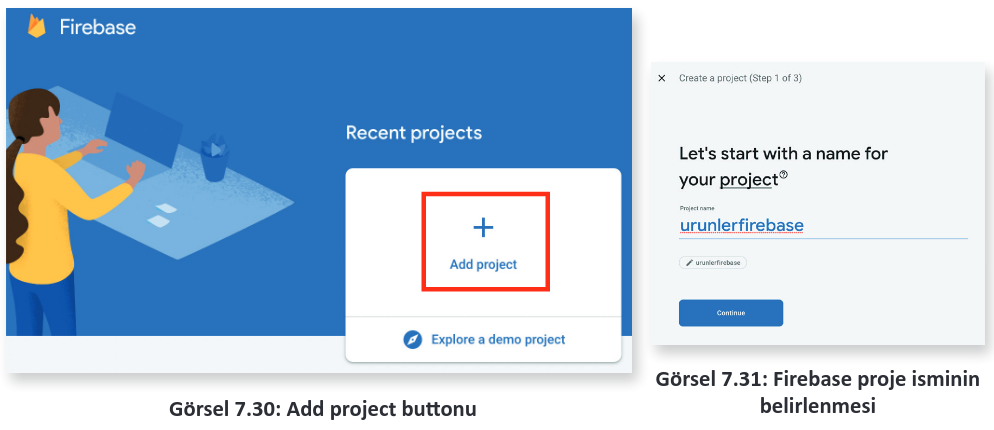 Firebase
Recent projects
Add project
Explore a demo project
Görsel 7.30: Add project buttonu
Create a project (Step 1 of 3)
Let's start with a name for
your project
Project name
urunlerfirebase
urunlerfirebase
Continue
Görsel 7.31: Firebase proje isminin
belirlenmesi